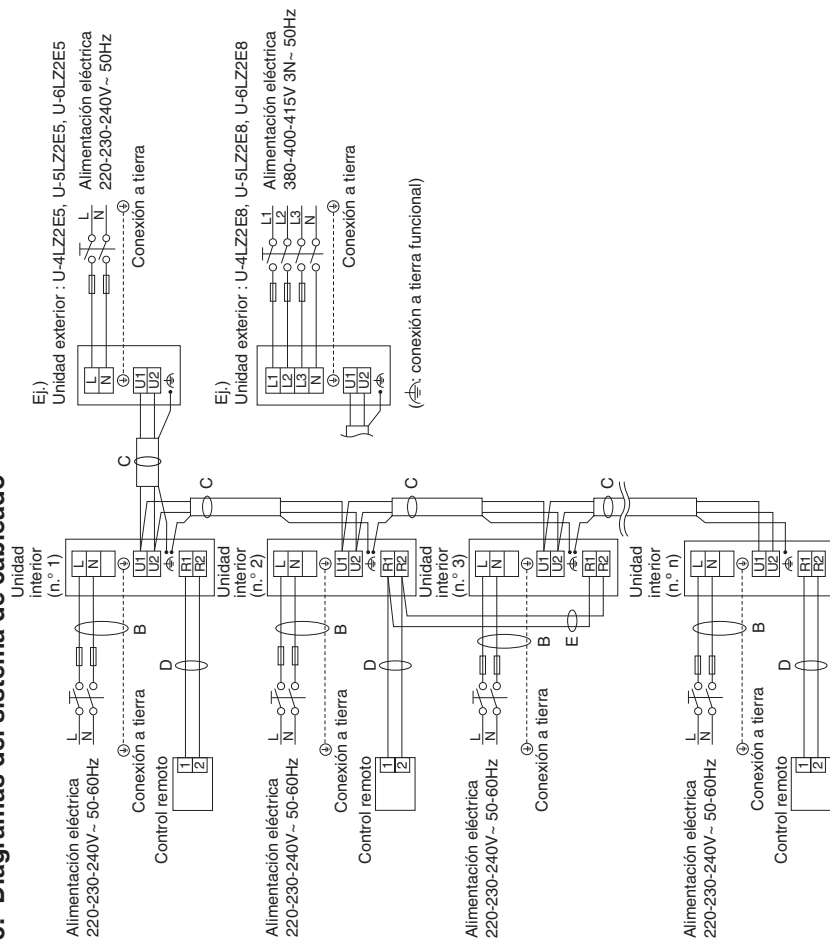 Diagramas del sistema de cableado
Unidad
interior
(n.° 1)
Alimentación eléctrica
220-230-240V~ 50-60Hz
L
N
Conexión a tierra
B
L
N
U1
U2
R1
R2
Control remoto
1
2
D
C
Ej.)
Unidad exterior : U-4LZ2E5, U-5LZ2E5, U-6LZ2E5
L
N
U1
U2
L
N
Alimentación eléctrica
220-230-240V~ 50Hz
Conexión a tierra
Unidad
interior
(n.° 2)
Alimentación eléctrica
220-230-240V~ 50-60Hz
L
N
Conexión a tierra
B
L
N
U1
U2
R1
R2
Control remoto
1
2
D
C
Ej.)
Unidad exterior : U-4LZ2E8, U-5LZ2E8, U-6LZ2E8
L1
L2
L3
N
U1
U2
L1
L2
L3
N
Alimentación eléctrica
380-400-415V 3N~ 50Hz
Conexión a tierra
( : conexión a tierra funcional)
Unidad
interior
(n.° 3)
Alimentación eléctrica
220-230-240V~ 50-60Hz
L
N
Conexión a tierra
B
E
L
N
U1
U2
R1
R2
C
Unidad
interior
(n.° n)
Alimentación eléctrica
220-230-240V~ 50-60Hz
L
N
Conexión a tierra
B
L
N
U1
U2
R1
R2
Control remoto
1
2
D
C